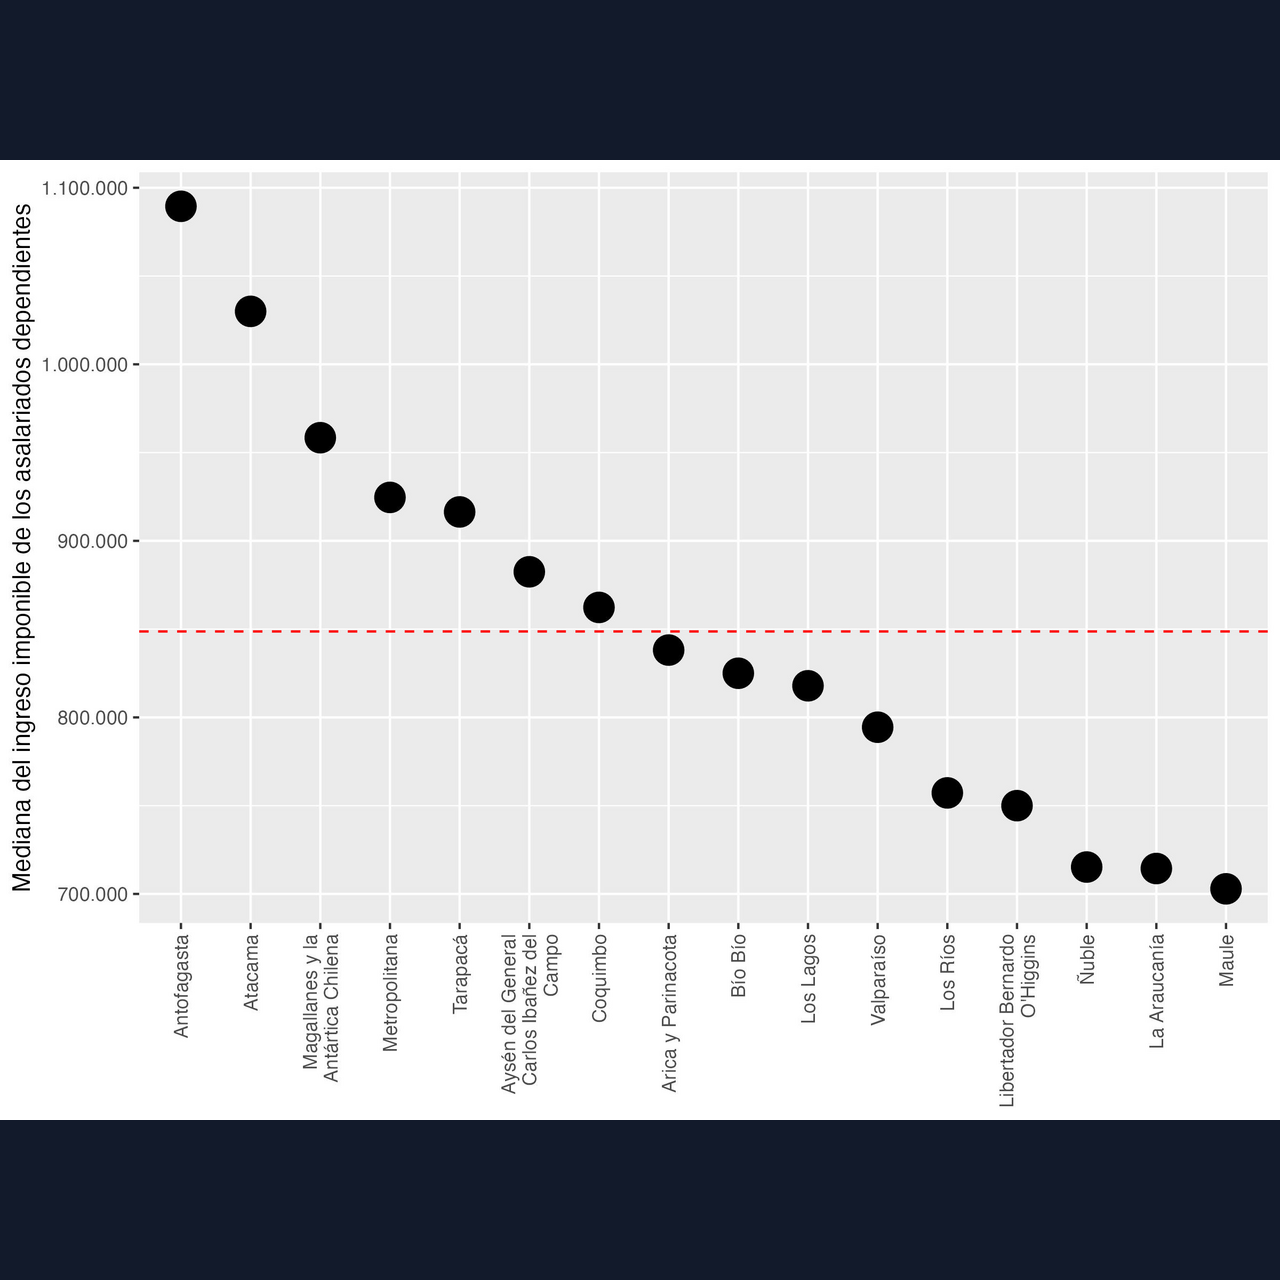 Mediana del ingreso imponible de los asalariados dependientes
1.100.000
1.000.000
900.000
800.000
700.000
Antofagasta
Atacama
Magallanes y la
Antártica Chilena
Metropolitana
Tarapacá
Aysén del General
Carlos Ibañez del
Campo
Coquimbo
Arica y Parinacota
Bío Bío
Los Lagos
Valparaíso
Los Ríos
Libertador Bernardo
O'Higgins
Ñuble
La Araucanía
Maule